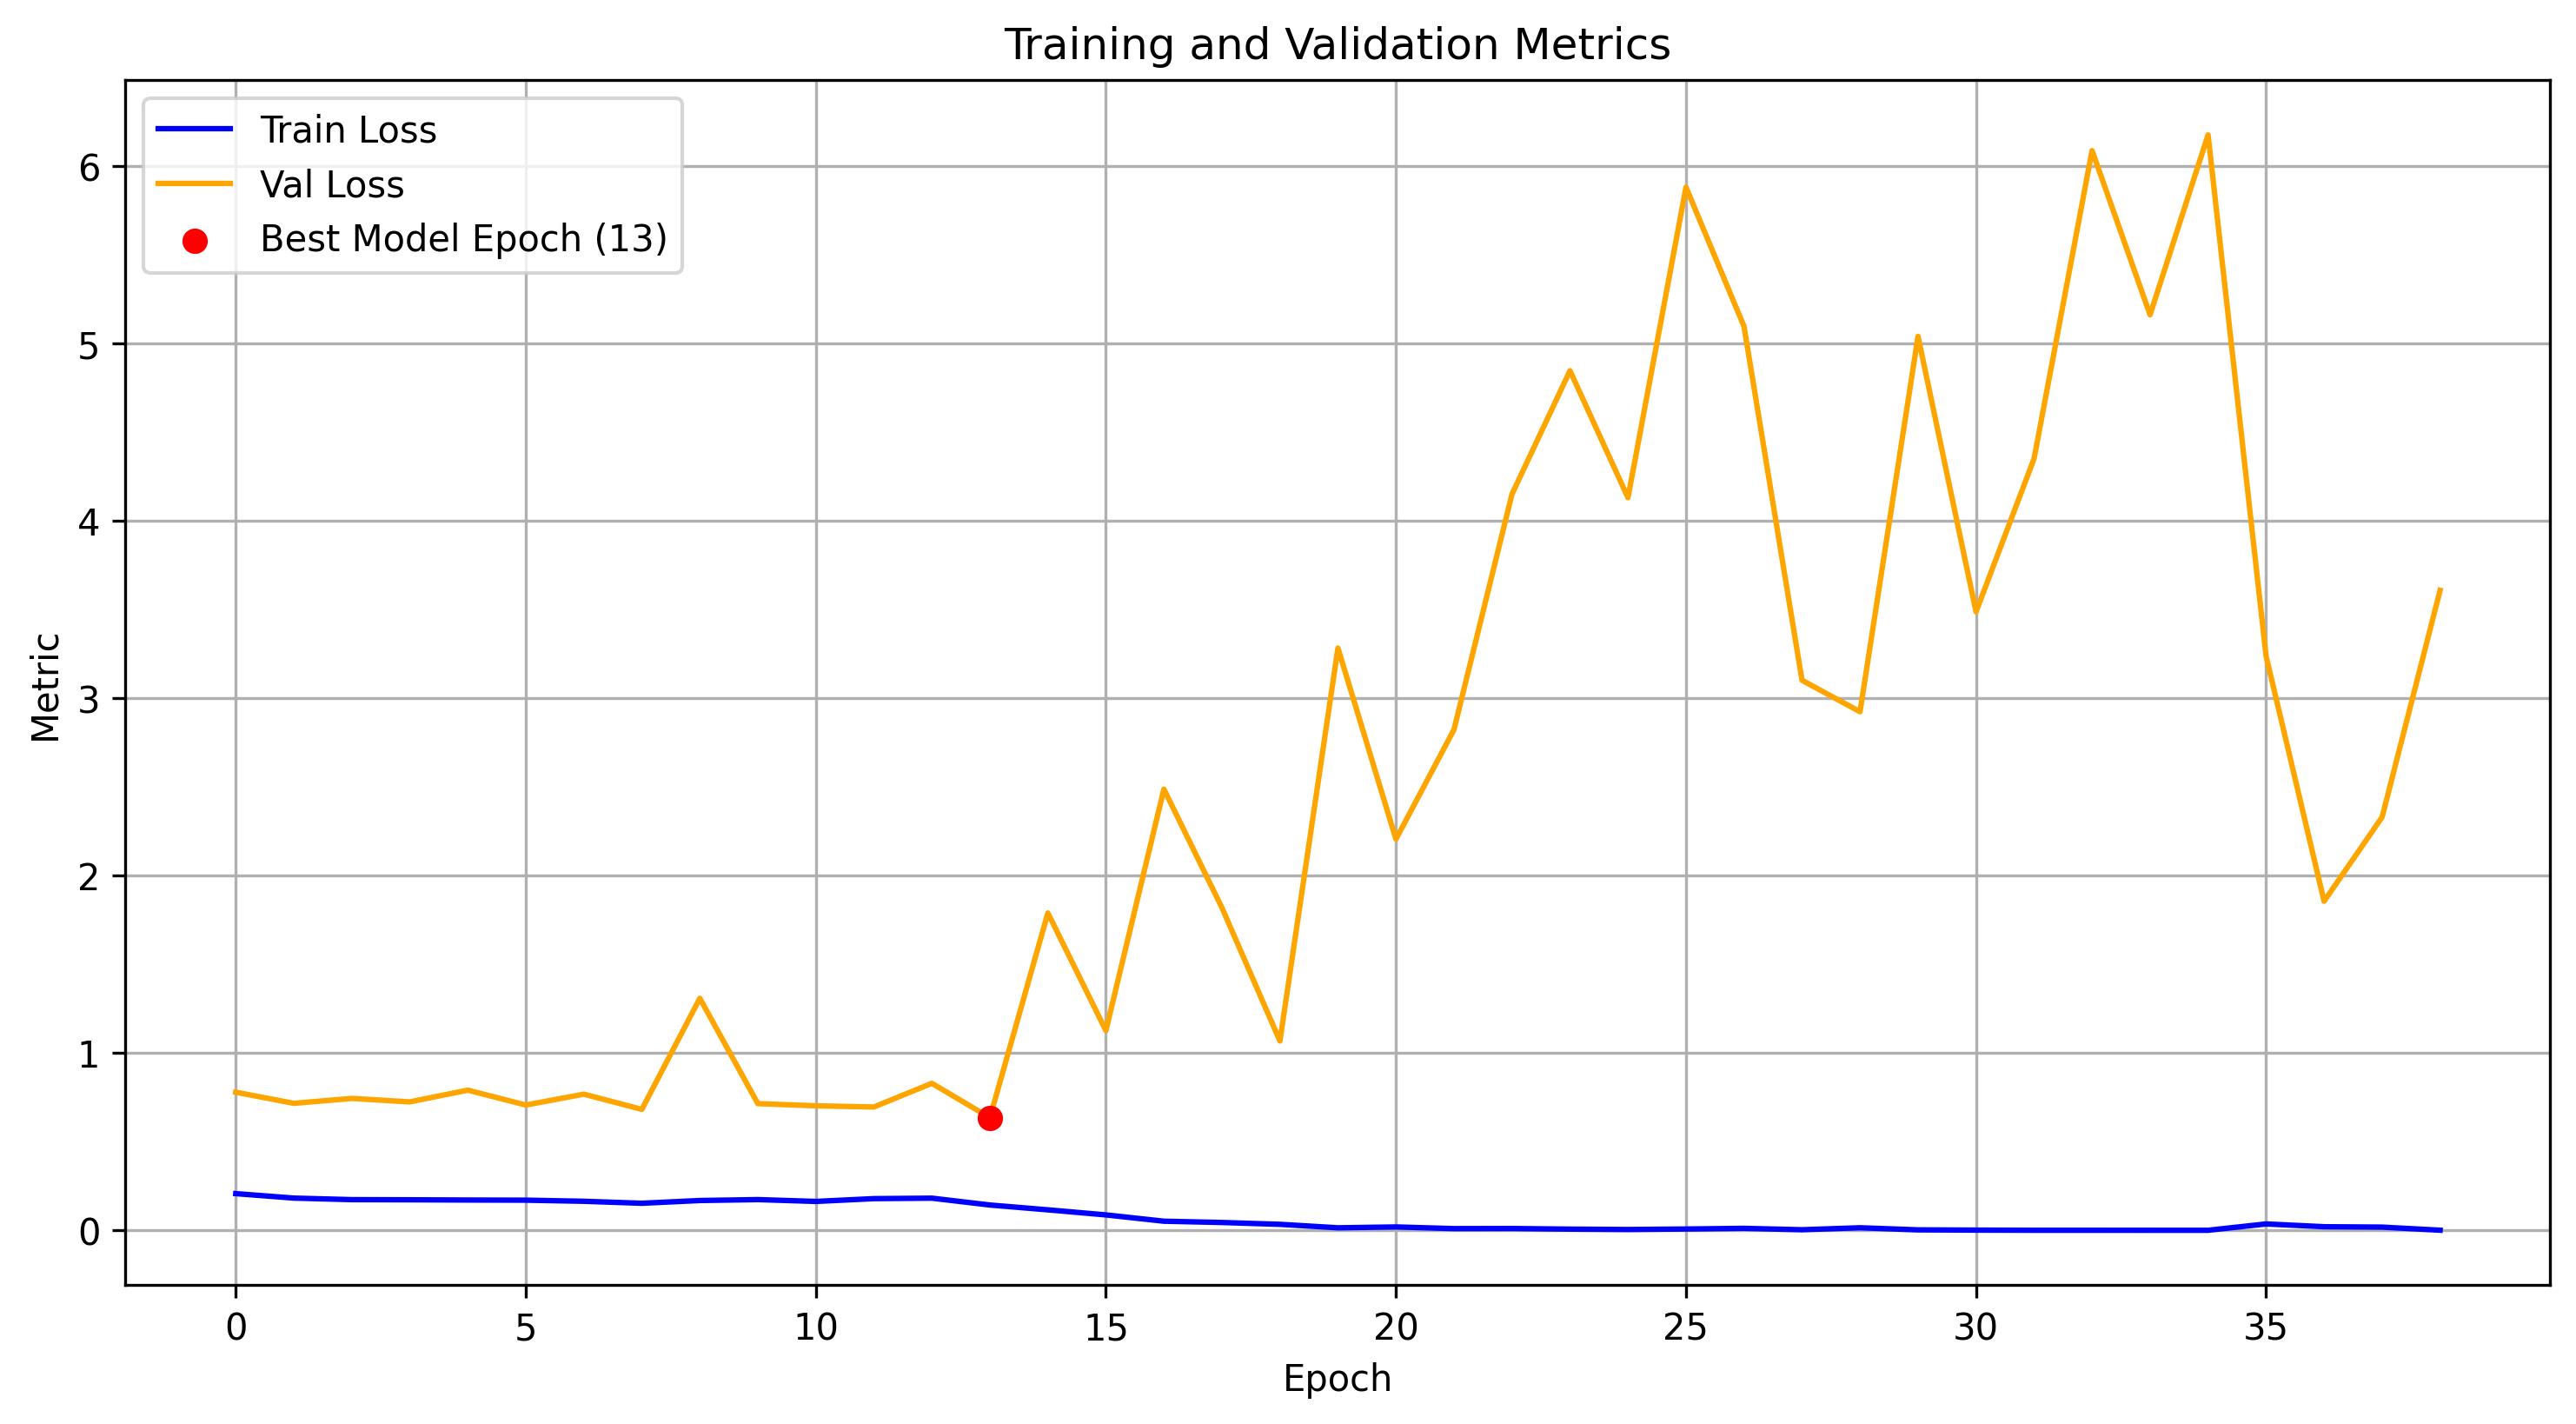 Training and Validation Metrics
Train Loss
Val Loss
Best Model Epoch (13)
6
5
4
3
2
1
0
Metric
0 5 10 15 20 25 30 35
Epoch